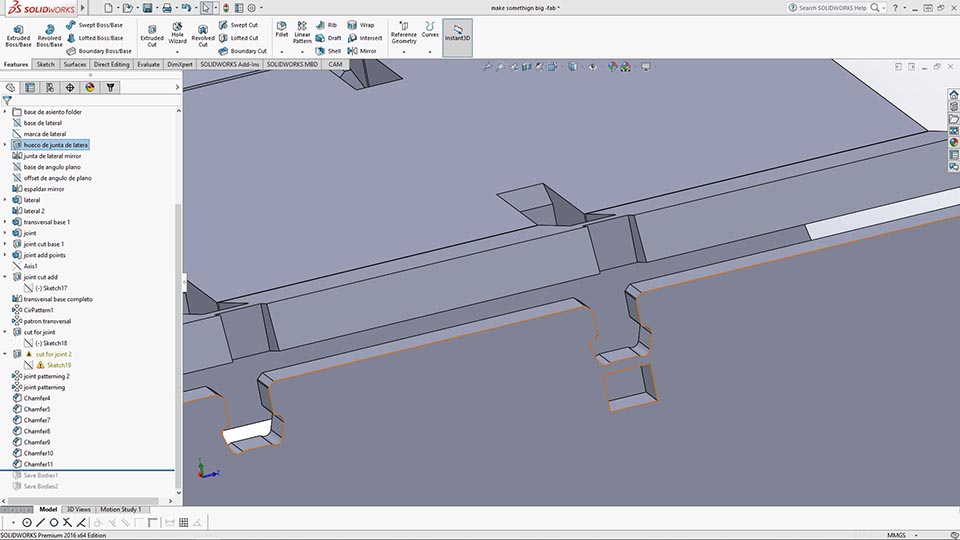 SOLIDWORKS
make somethign big -fab *
Search SOLIDWORKS Help
Extruded Boss/Base
Revolved Boss/Base
Swept Boss/Base
Lofted Boss/Base
Boundary Boss/Base
Extruded Cut
Hole Wizard
Revolved Cut
Swept Cut
Lofted Cut
Boundary Cut
Fillet
Linear Pattern
Rib
Draft
Shell
Wrap
Intersect
Mirror
Reference Geometry
Curves
Instant3D
Features
Sketch
Surfaces
Direct Editing
Evaluate
DimXpert
SOLIDWORKS Add-Ins
SOLIDWORKS MBD
CAM
base de asiento folder
base de lateral
marca de lateral
hueco de junta de latera
junta de lateral mirror
base de angulo plano
offset de angulo de plano
espaldar mirror
lateral
lateral 2
transversal base 1
joint
joint cut base 1
joint add points
Axis1
joint cut add
(-) Sketch17
transversal base completo
CirPattern1
patron transversal
cut for joint
(-) Sketch18
cut for joint 2
Sketch19
joint patterning 2
joint patterning
Chamfer4
Chamfer5
Chamfer7
Chamfer8
Chamfer9
Chamfer10
Chamfer11
Save Bodies1
Save Bodies2
Model
3D Views
Motion Study 1
SOLIDWORKS Premium 2016 x64 Edition
MMGS